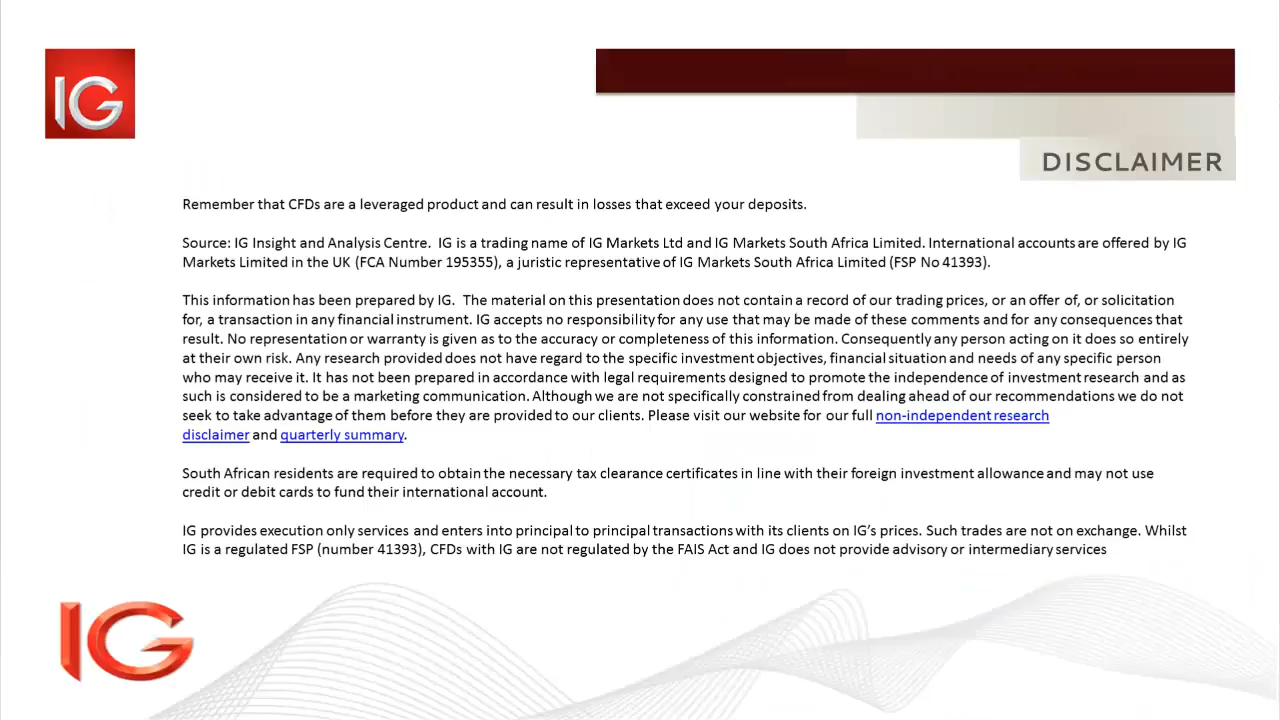 IG
DISCLAIMER
Remember that CFDs are a leveraged product and can result in losses that exceed your deposits.
Source: IG Insight and Analysis Centre.  IG is a trading name of IG Markets Ltd and IG Markets South Africa Limited. International accounts are offered by IG
Markets Limited in the UK (FCA Number 195355), a juristic representative of IG Markets South Africa Limited (FSP No 41393).
This information has been prepared by IG.  The material on this presentation does not contain a record of our trading prices, or an offer of, or solicitation
for, a transaction in any financial instrument. IG accepts no responsibility for any use that may be made of these comments and for any consequences that
result. No representation or warranty is given as to the accuracy or completeness of this information. Consequently any person acting on it does so entirely
at their own risk. Any research provided does not have regard to the specific investment objectives, financial situation and needs of any specific person
who may receive it. It has not been prepared in accordance with legal requirements designed to promote the independence of investment research and as
such is considered to be a marketing communication. Although we are not specifically constrained from dealing ahead of our recommendations we do not
seek to take advantage of them before they are provided to our clients. Please visit our website for our full non-independent research
disclaimer and quarterly summary.
South African residents are required to obtain the necessary tax clearance certificates in line with their foreign investment allowance and may not use
credit or debit cards to fund their international account.
IG provides execution only services and enters into principal to principal transactions with its clients on IG’s prices. Such trades are not on exchange. Whilst
IG is a regulated FSP (number 41393), CFDs with IG are not regulated by the FAIS Act and IG does not provide advisory or intermediary services
IG